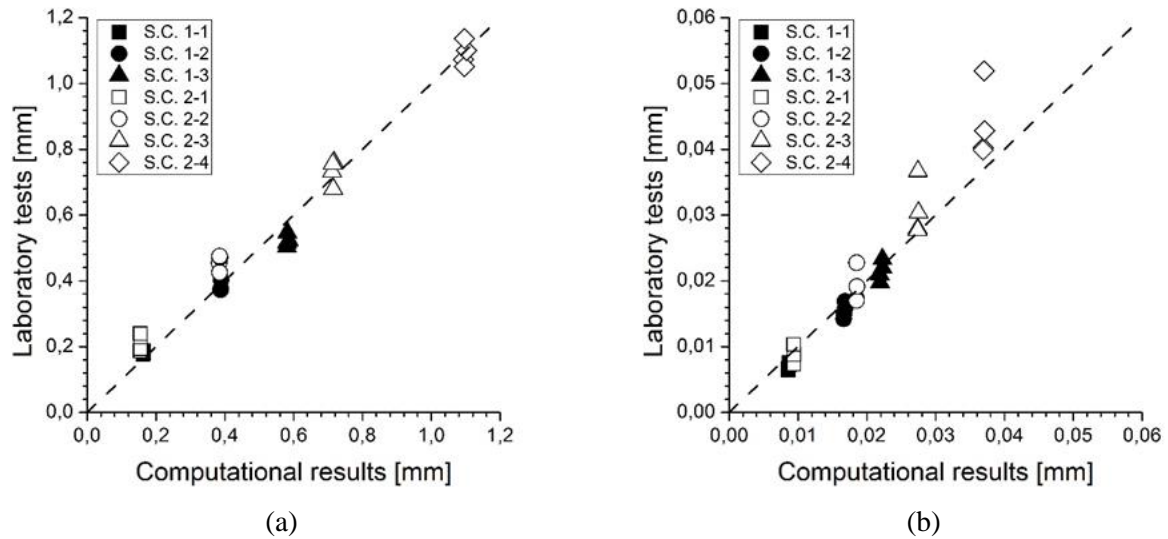 S.C. 1-1
S.C. 1-2
S.C. 1-3
S.C. 2-1
S.C. 2-2
S.C. 2-3
S.C. 2-4
Laboratory tests [mm]
1,2
1,0
0,8
0,6
0,4
0,2
0,0
0,0 0,2 0,4 0,6 0,8 1,0 1,2
Computational results [mm]
(a)
S.C. 1-1
S.C. 1-2
S.C. 1-3
S.C. 2-1
S.C. 2-2
S.C. 2-3
S.C. 2-4
Laboratory tests [mm]
0,06
0,05
0,04
0,03
0,02
0,01
0,00
0,00 0,01 0,02 0,03 0,04 0,05 0,06
Computational results [mm]
(b)